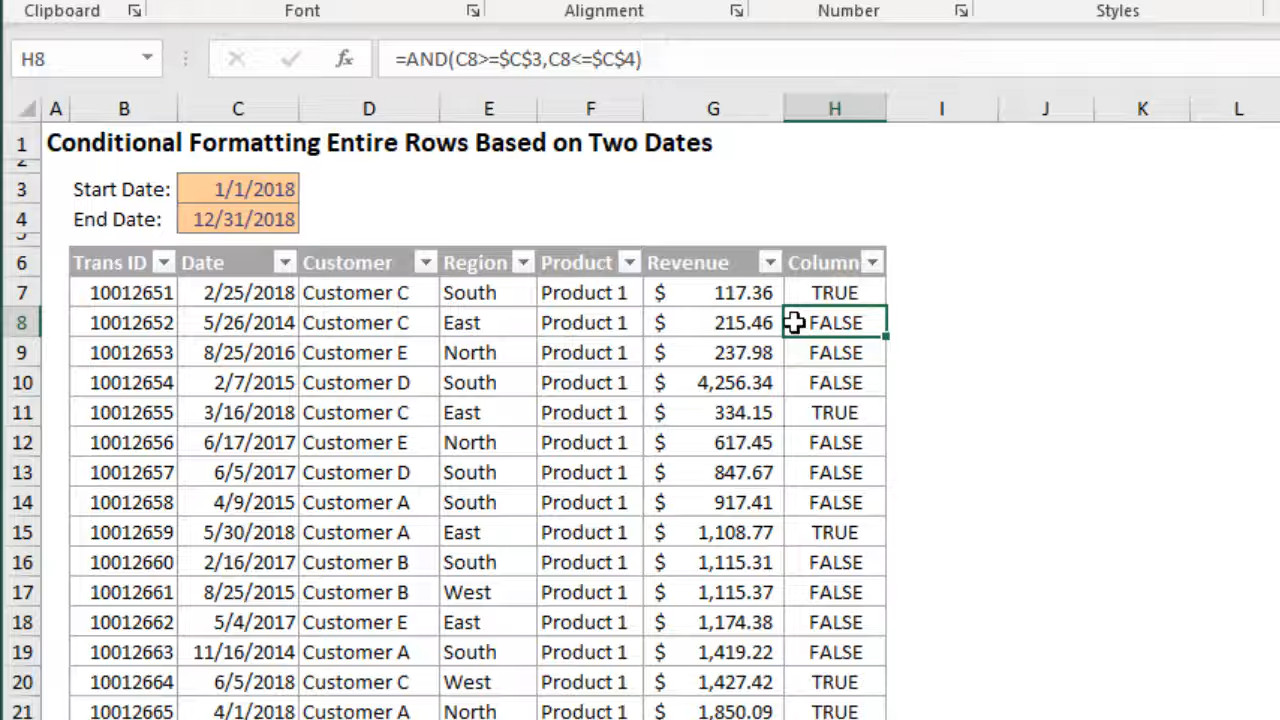 Clipboard Font Alignment Number Styles
H8 fx =AND(C8>=$C$3,C8<=$C$4)
A B C D E F G H I J K L
1 Conditional Formatting Entire Rows Based on Two Dates
2
3 Start Date: 1/1/2018
4 End Date: 12/31/2018
5
6 Trans ID Date Customer Region Product Revenue Column
7 10012651 2/25/2018 Customer C South Product 1 $ 117.36 TRUE
8 10012652 5/26/2014 Customer C East Product 1 $ 215.46 FALSE
9 10012653 8/25/2016 Customer E North Product 1 $ 237.98 FALSE
10 10012654 2/7/2015 Customer D South Product 1 $ 4,256.34 FALSE
11 10012655 3/16/2018 Customer C East Product 1 $ 334.15 TRUE
12 10012656 6/17/2017 Customer E North Product 1 $ 617.45 FALSE
13 10012657 6/5/2017 Customer D South Product 1 $ 847.67 FALSE
14 10012658 4/9/2015 Customer A South Product 1 $ 917.41 FALSE
15 10012659 5/30/2018 Customer A East Product 1 $ 1,108.77 TRUE
16 10012660 2/16/2017 Customer B South Product 1 $ 1,115.31 FALSE
17 10012661 8/25/2015 Customer B West Product 1 $ 1,115.37 FALSE
18 10012662 5/4/2017 Customer E East Product 1 $ 1,174.38 FALSE
19 10012663 11/16/2014 Customer A South Product 1 $ 1,419.22 FALSE
20 10012664 6/5/2018 Customer C West Product 1 $ 1,427.42 TRUE
21 10012665 4/1/2018 Customer A North Product 1 $ 1,850.09 TRUE